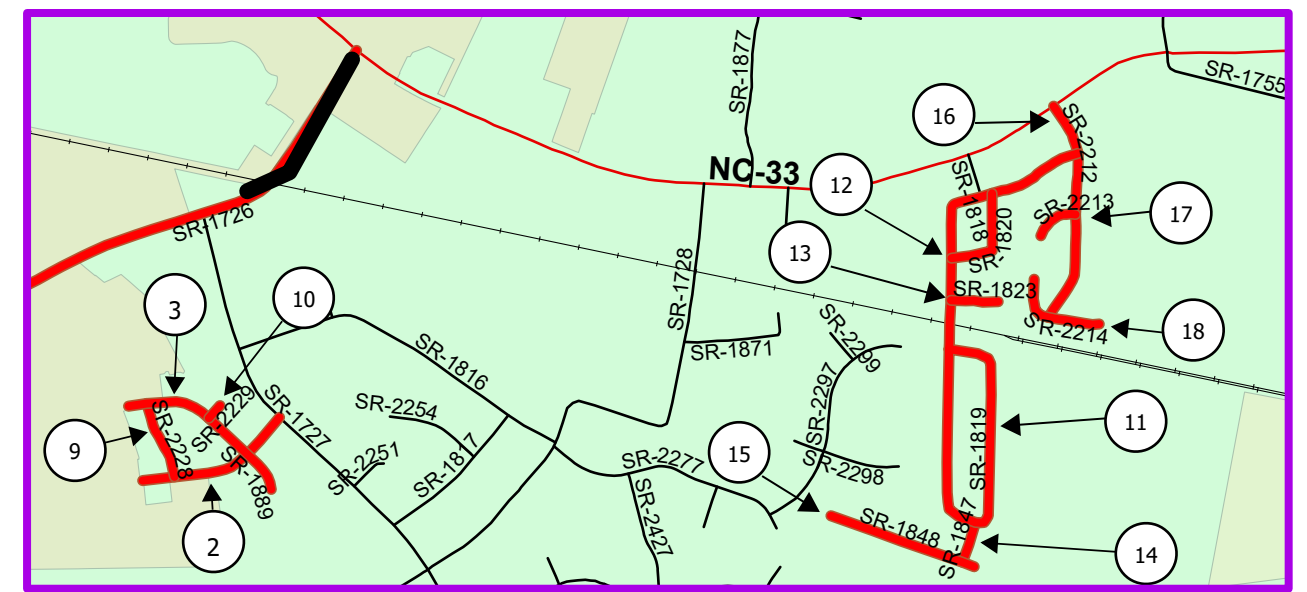 SR-1877
SR-1755
16
SR-2212
NC-33
12
SR-1818
SR-2213
17
SR-1726
SR-1820
13
SR-1728
SR-1823
3
10
SR-2299
SR-2214
18
SR-1816
SR-1871
SR-2229
SR-1727
SR-2254
SR-2297
9
SR-2228
SR-1819
11
SR-2251
SR-1817
15
SR-2277
SR-2298
SR-1889
SR-2427
2
SR-1848
SR-1847
14